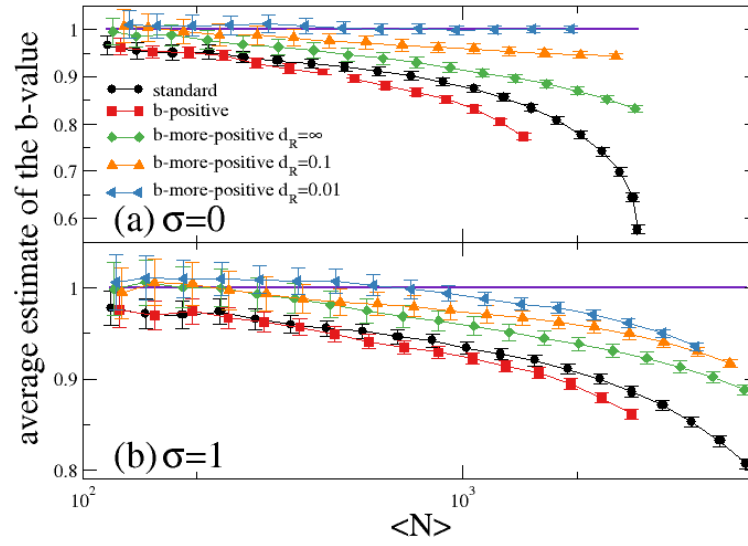 average estimate of the b-value
1
0.9
0.8
0.7
0.6
standard
b-positive
b-more-positive d_R=∞
b-more-positive d_R=0.1
b-more-positive d_R=0.01
(a) σ=0
1
0.9
0.8
(b) σ=1
10^2
10^3
<N>